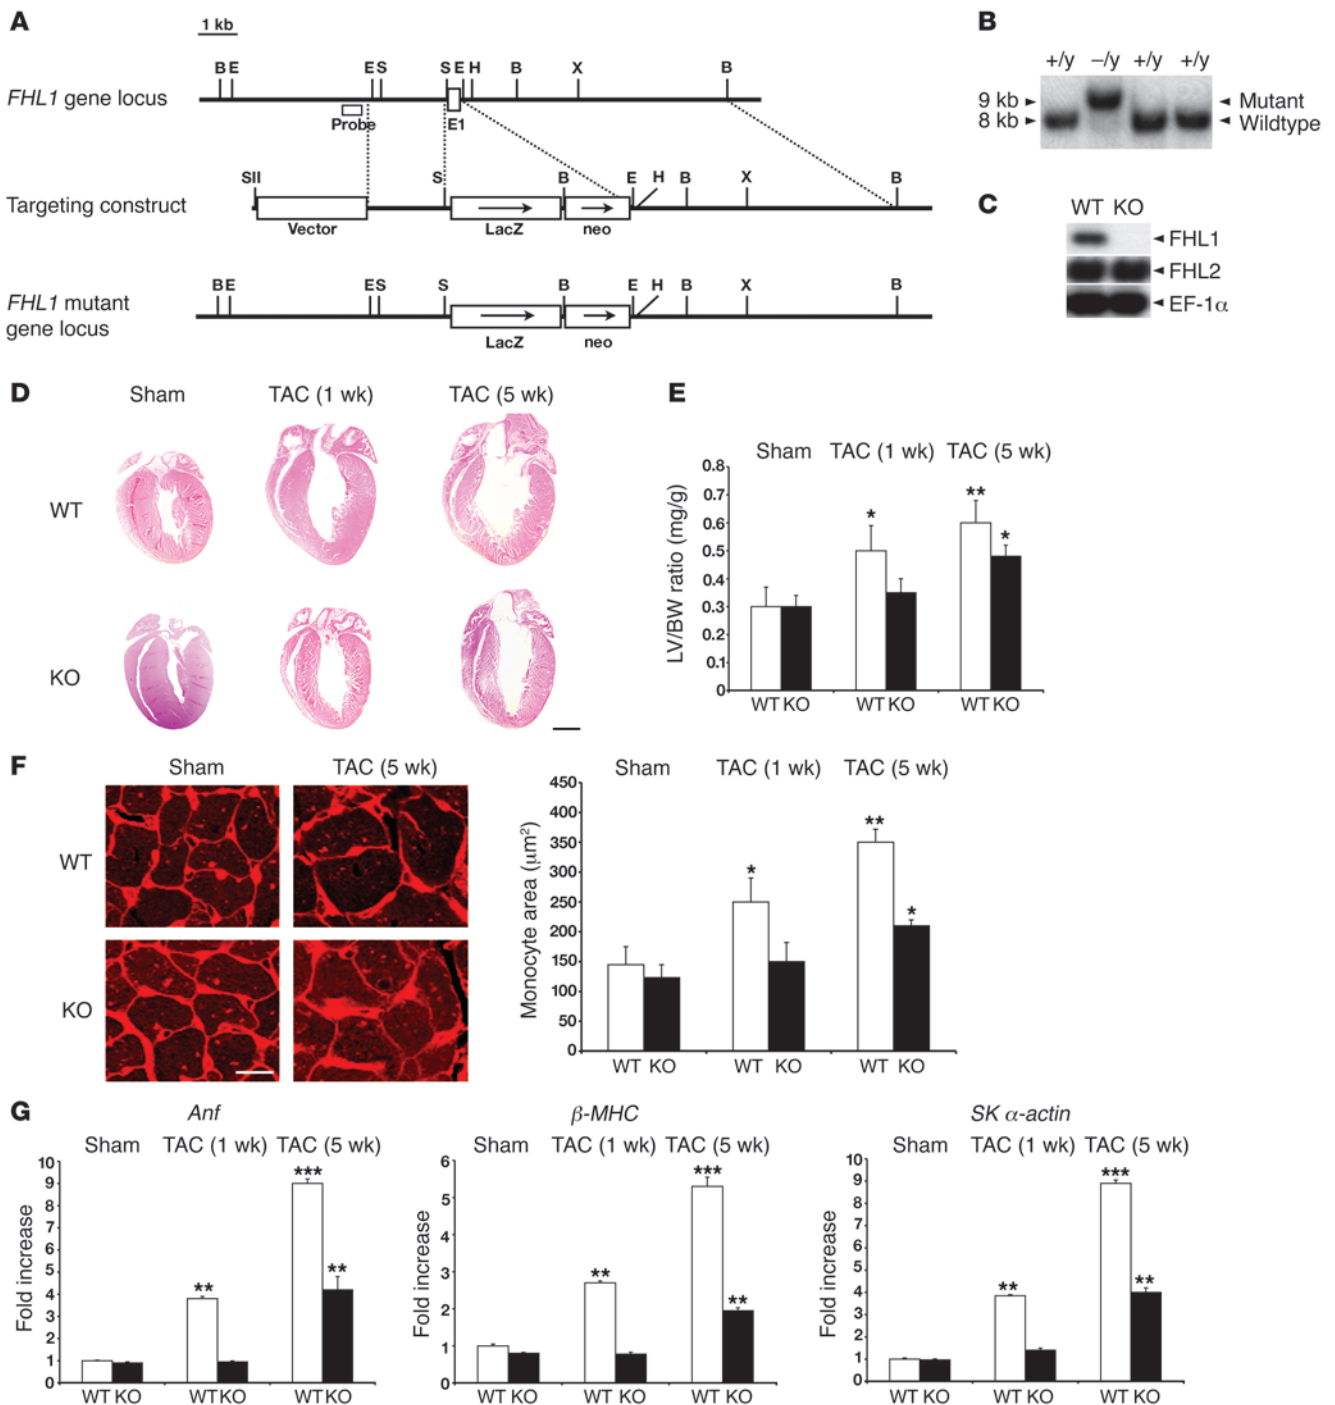 A
1 kb
B E E S S E H B X B
FHL1 gene locus
Probe E1
SII S B E H B X B
Targeting construct
Vector LacZ neo
B E E S S B E H B X B
FHL1 mutant
gene locus
LacZ neo
B
+/y –/y +/y +/y
9 kb Mutant
8 kb Wildtype
C
WT KO
FHL1
FHL2
EF-1α
D
Sham TAC (1 wk) TAC (5 wk)
WT
KO
E
Sham TAC (1 wk) TAC (5 wk)
LV/BW ratio (mg/g)
0.8
0.7
0.6
0.5
0.4
0.3
0.2
0.1
0
* ** *
WT KO WT KO WT KO
F
Sham TAC (5 wk)
WT
KO
Sham TAC (1 wk) TAC (5 wk)
Monocyte area (μm²)
450
400
350
300
250
200
150
100
50
0
* ** *
WT KO WT KO WT KO
G
Anf
Sham TAC (1 wk) TAC (5 wk)
Fold increase
10
9
8
7
6
5
4
3
2
1
0
** *** **
WT KO WT KO WT KO
β-MHC
Sham TAC (1 wk) TAC (5 wk)
Fold increase
6
5
4
3
2
1
0
** *** **
WT KO WT KO WT KO
SK α-actin
Sham TAC (1 wk) TAC (5 wk)
Fold increase
10
9
8
7
6
5
4
3
2
1
0
** *** **
WT KO WT KO WT KO